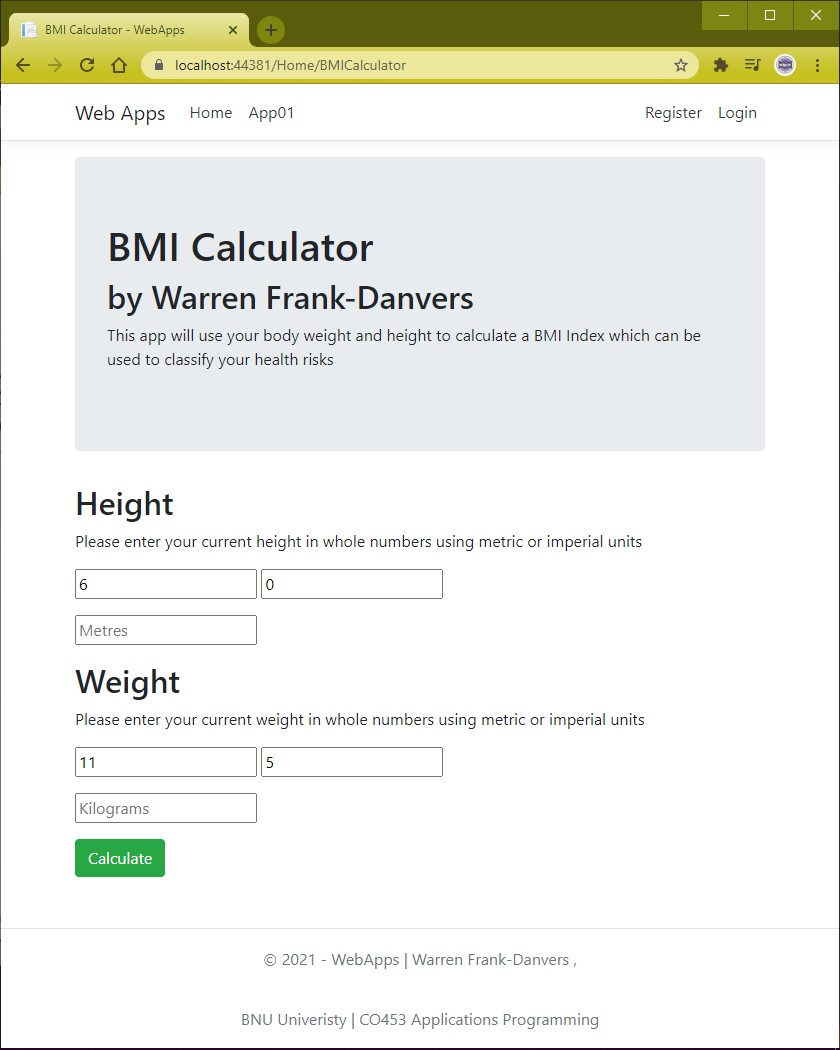 BMI Calculator - WebApps
localhost:44381/Home/BMICalculator
Web Apps Home App01 Register Login
BMI Calculator
by Warren Frank-Danvers
This app will use your body weight and height to calculate a BMI Index which can be
used to classify your health risks
Height
Please enter your current height in whole numbers using metric or imperial units
6 0
Metres
Weight
Please enter your current weight in whole numbers using metric or imperial units
11 5
Kilograms
Calculate
© 2021 - WebApps | Warren Frank-Danvers ,
BNU Univeristy | CO453 Applications Programming